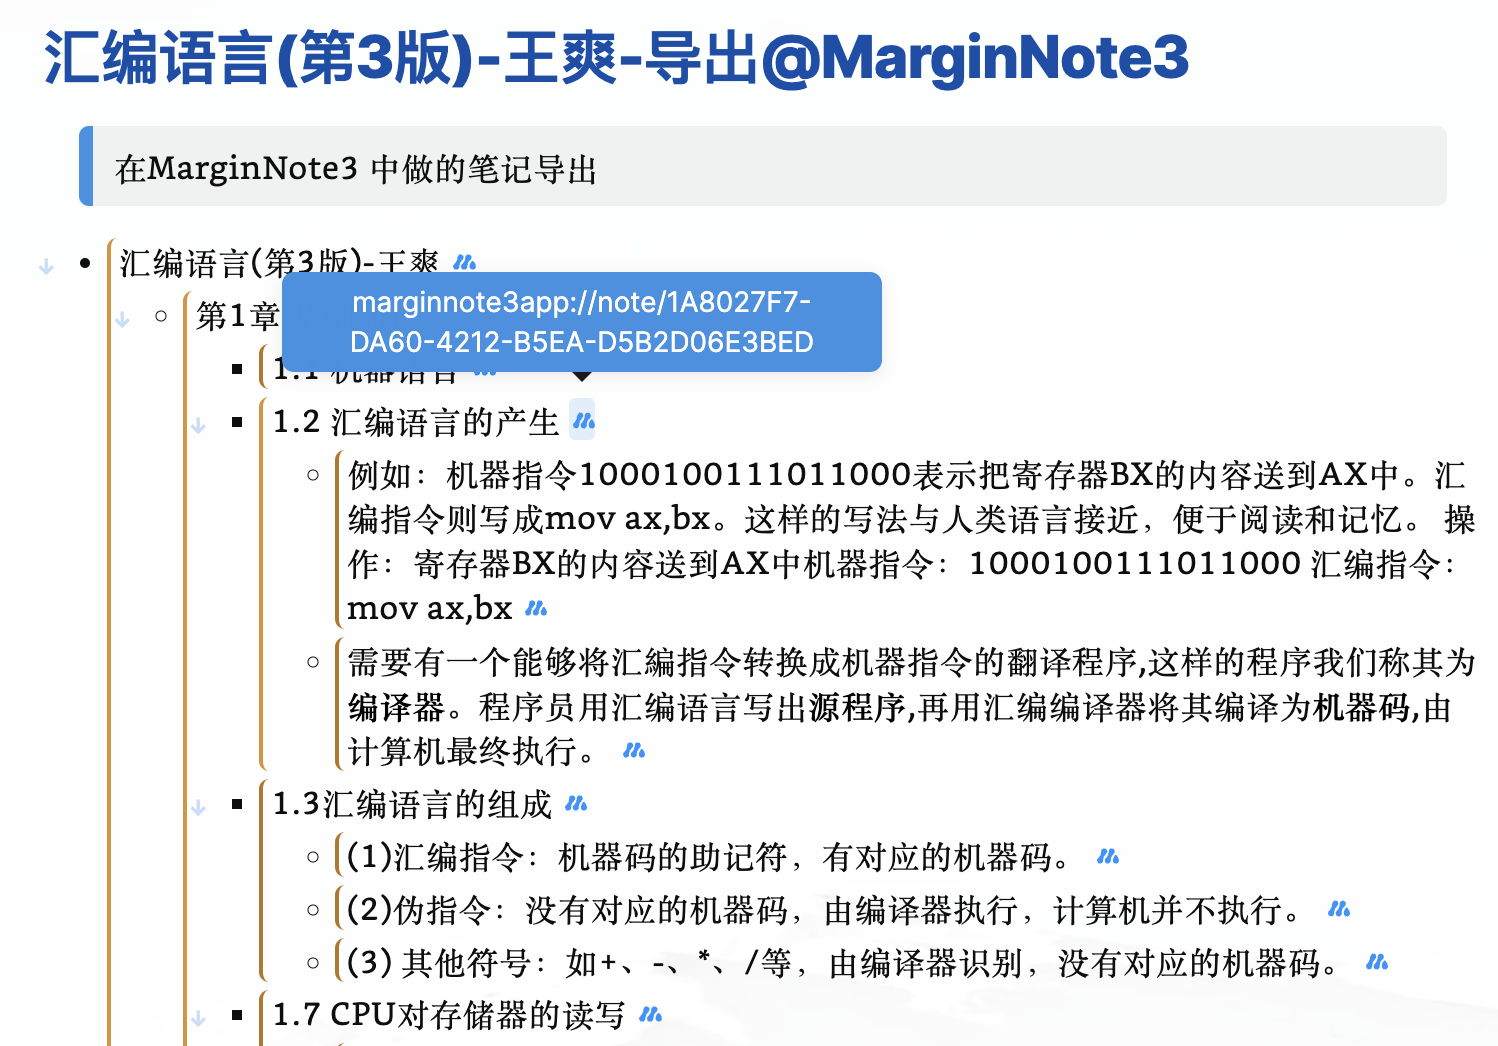 汇编语言(第3版)-王爽-导出@MarginNote3
在MarginNote3 中做的笔记导出
汇编语言(第3版)-王爽
marginnote3app://note/1A8027F7-
DA60-4212-B5EA-D5B2D06E3BED
第1章
1.1 机器语言
1.2 汇编语言的产生
例如：机器指令1000100111011000表示把寄存器BX的内容送到AX中。汇
编指令则写成mov ax,bx。这样的写法与人类语言接近，便于阅读和记忆。 操
作：寄存器BX的内容送到AX中机器指令：1000100111011000 汇编指令：
mov ax,bx
需要有一个能够将汇編指令转换成机器指令的翻译程序,这样的程序我们称其为
编译器。程序员用汇编语言写出源程序,再用汇编编译器将其编译为机器码,由
计算机最终执行。
1.3汇编语言的组成
(1)汇编指令：机器码的助记符，有对应的机器码。
(2)伪指令：没有对应的机器码，由编译器执行，计算机并不执行。
(3) 其他符号：如+、-、*、/等，由编译器识别，没有对应的机器码。
1.7 CPU对存储器的读写